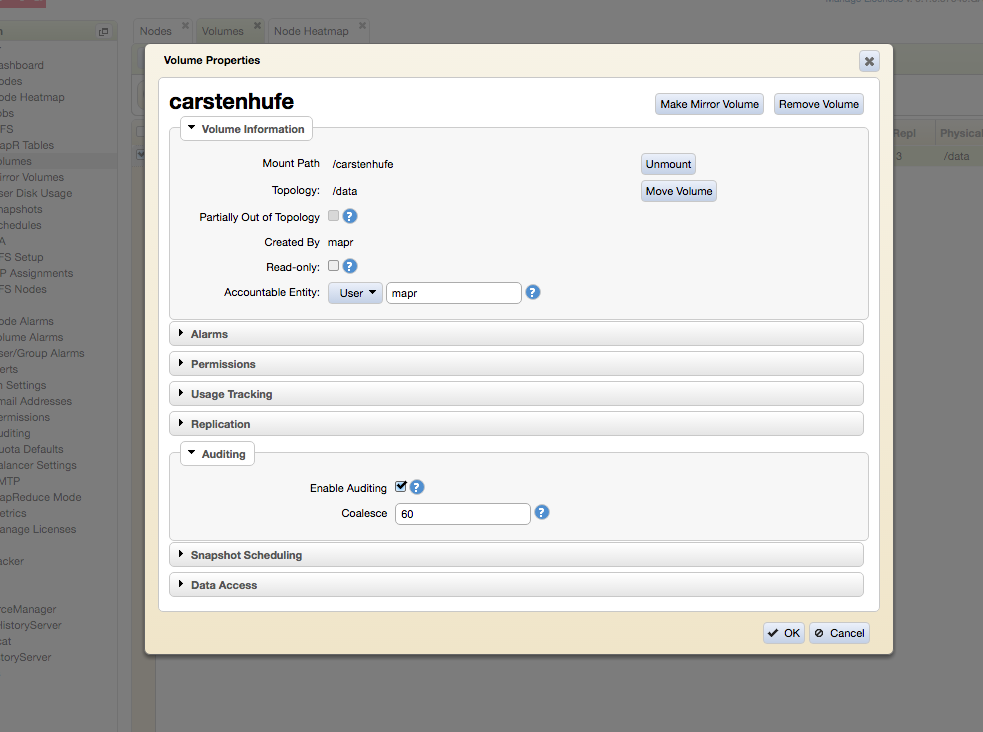 Nodes
Volumes
Node Heatmap
Volume Properties
carstenhufe
Make Mirror Volume
Remove Volume
Volume Information
Mount Path /carstenhufe
Unmount
Topology: /data
Move Volume
Partially Out of Topology
Created By mapr
Read-only:
Accountable Entity: User mapr
Alarms
Permissions
Usage Tracking
Replication
Auditing
Enable Auditing
Coalesce 60
Snapshot Scheduling
Data Access
OK
Cancel
ashboard
odes
ode Heatmap
obs
FS
apR Tables
olumes
irror Volumes
ser Disk Usage
napshots
chedules
A
FS Setup
P Assignments
FS Nodes
ode Alarms
olume Alarms
ser/Group Alarms
erts
n Settings
mail Addresses
ermissions
uditing
uota Defaults
alancer Settings
MTP
apReduce Mode
etrics
anage Licenses
acker
rceManager
HistoryServer
cat
toryServer
Repl
Physical
3
/data